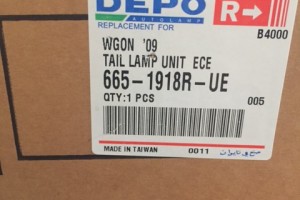 DEPO
AUTOLAMP
REPLACEMENT FOR
R
B4000
WGON '09
TAIL LAMP UNIT ECE
665-1918R-UE
QTY:1 PCS
005
MADE IN TAIWAN
0011